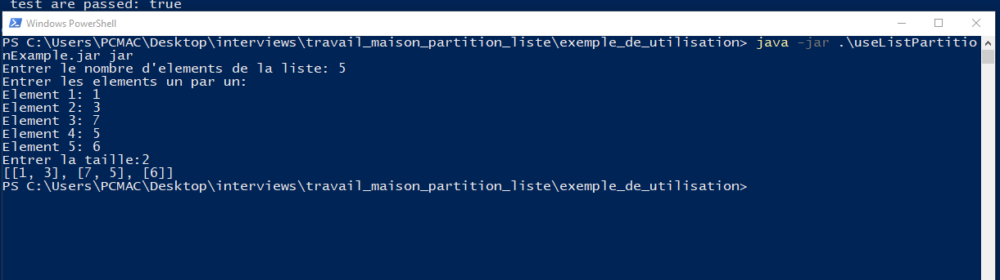 test are passed: true
Windows PowerShell
PS C:\Users\PCMAC\Desktop\interviews\travail_maison_partition_liste\exemple_de_utilisation> java -jar .\useListPartitio
nExample.jar jar
Entrer le nombre d'elements de la liste: 5
Entrer les elements un par un:
Element 1: 1
Element 2: 3
Element 3: 7
Element 4: 5
Element 5: 6
Entrer la taille:2
[[1, 3], [7, 5], [6]]
PS C:\Users\PCMAC\Desktop\interviews\travail_maison_partition_liste\exemple_de_utilisation>